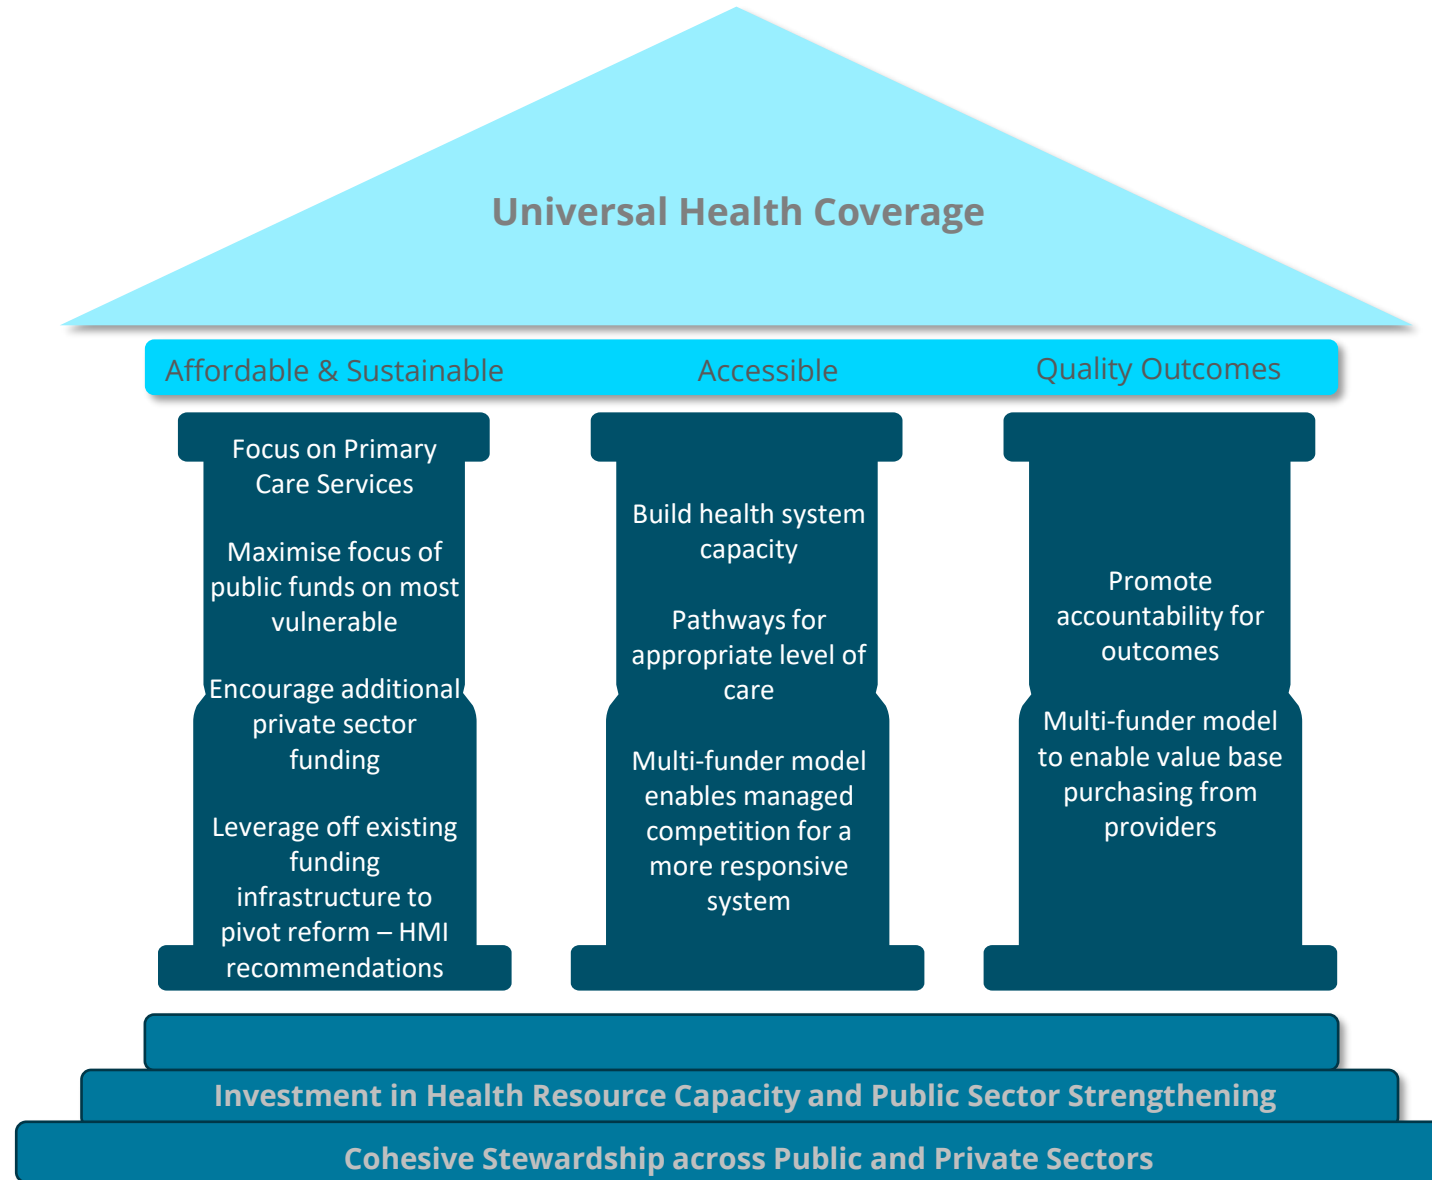 Universal Health Coverage
Affordable & Sustainable
Accessible
Quality Outcomes
Focus on Primary
Care Services
Maximise focus of
public funds on most
vulnerable
Encourage additional
private sector
funding
Leverage off existing
funding
infrastructure to
pivot reform – HMI
recommendations
Build health system
capacity
Pathways for
appropriate level of
care
Multi-funder model
enables managed
competition for a
more responsive
system
Promote
accountability for
outcomes
Multi-funder model
to enable value base
purchasing from
providers
Investment in Health Resource Capacity and Public Sector Strengthening
Cohesive Stewardship across Public and Private Sectors